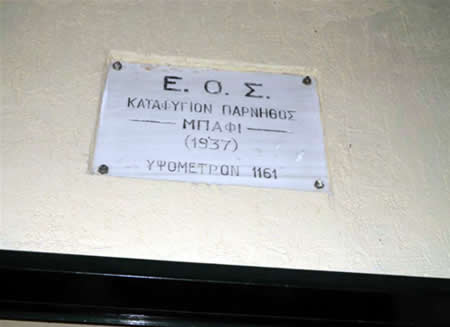 Ε. Ο. Σ.
ΚΑΤΑΦΥΓΙΟΝ ΠΑΡΝΗΘΟΣ
ΜΠΑΦΙ
(1937)
ΥΨΟΜΕΤΡΟΝ 1161